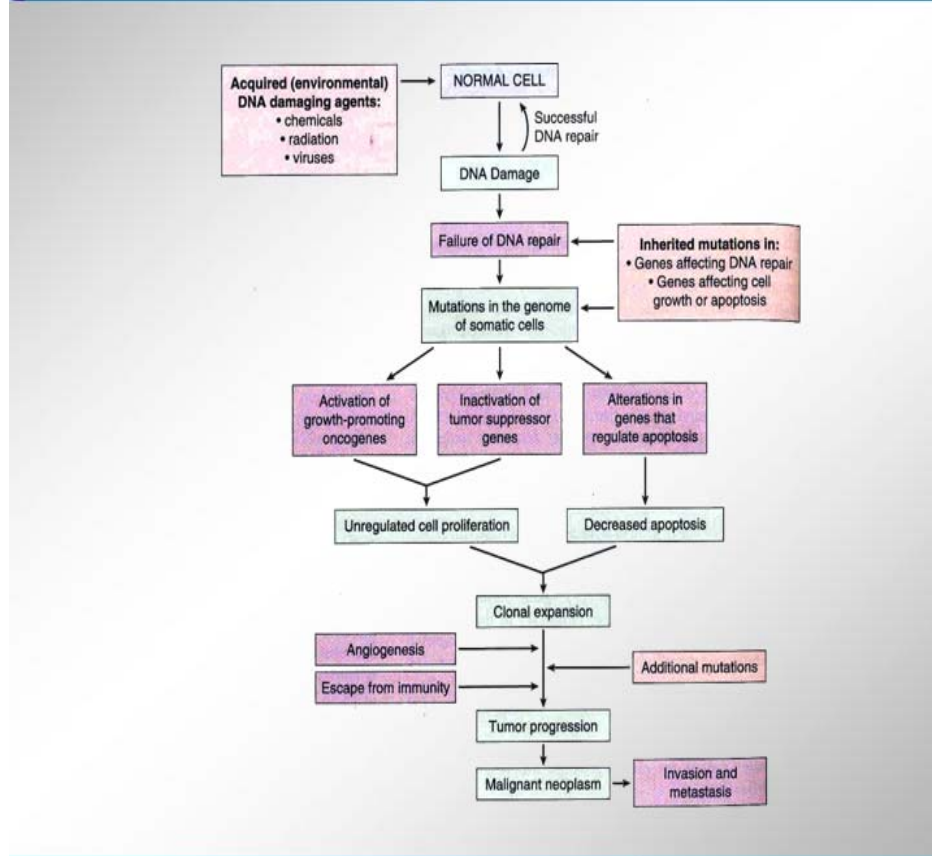 Acquired (environmental)
DNA damaging agents:
• chemicals
• radiation
• viruses
NORMAL CELL
Successful
DNA repair
DNA Damage
Failure of DNA repair
Inherited mutations in:
• Genes affecting DNA repair
• Genes affecting cell
growth or apoptosis
Mutations in the genome
of somatic cells
Activation of
growth-promoting
oncogenes
Inactivation of
tumor suppressor
genes
Alterations in
genes that
regulate apoptosis
Unregulated cell proliferation
Decreased apoptosis
Clonal expansion
Angiogenesis
Additional mutations
Escape from immunity
Tumor progression
Malignant neoplasm
Invasion and
metastasis